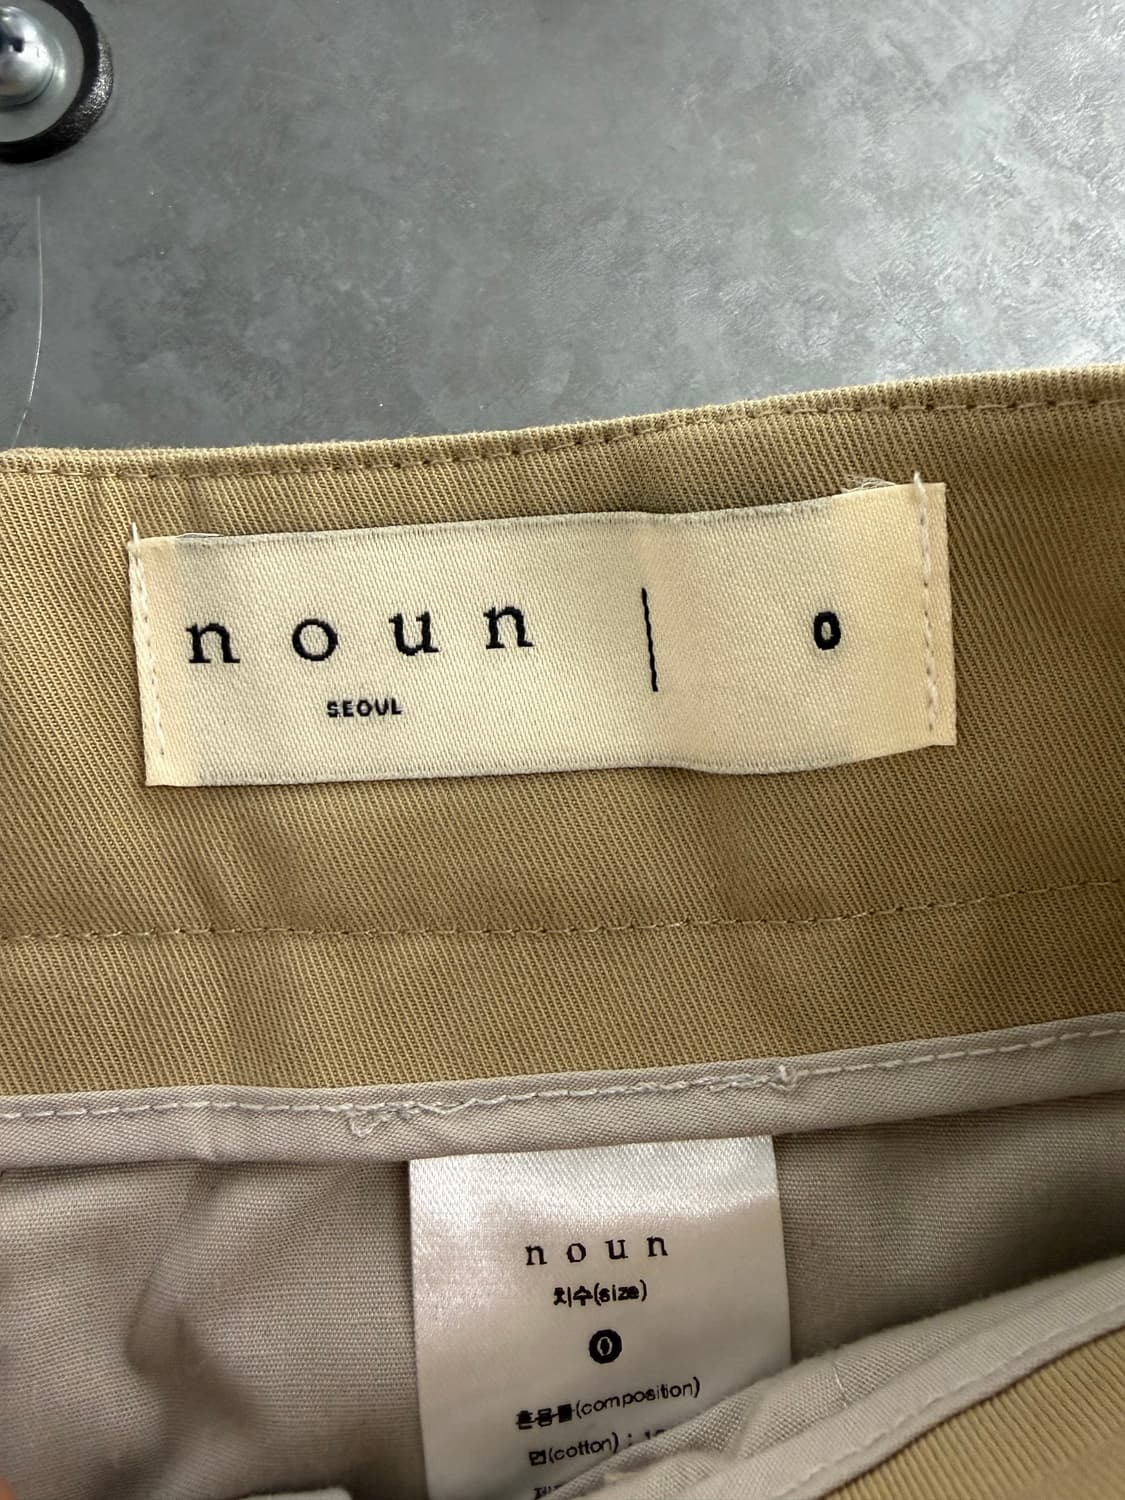 noun | 0
SEOUL
noun
치수(size)
0
혼용률(composition)
면(cotton) :